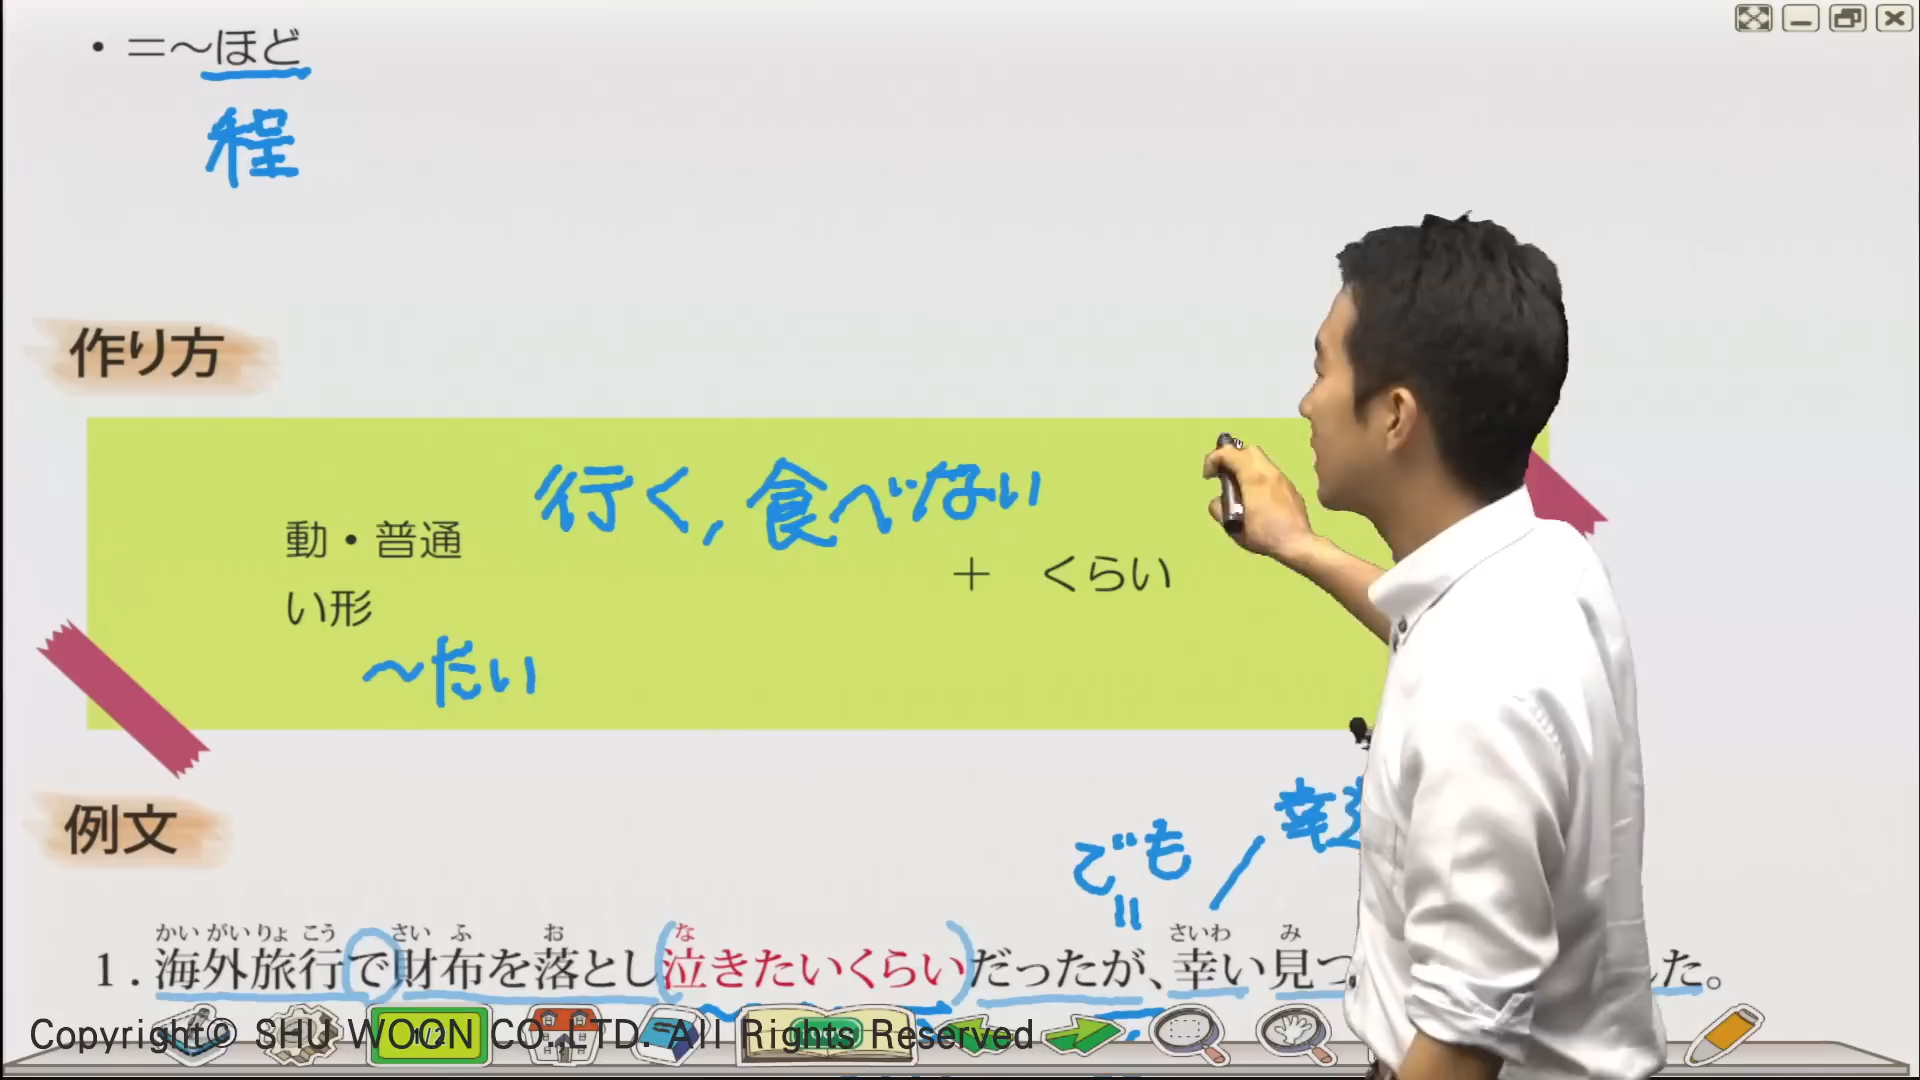 ・＝～ほど
程
作り方
行く, 食べない
動・普通
＋ くらい
い形
～たい
例文
でも
幸
かいがいりょこう さいふ お な さいわ み
1. 海外旅行で財布を落とし泣きたいくらいだったが、幸い見つ
た。
1/2
Copyright© SHU WOON CO.,LTD. All Rights Reserved